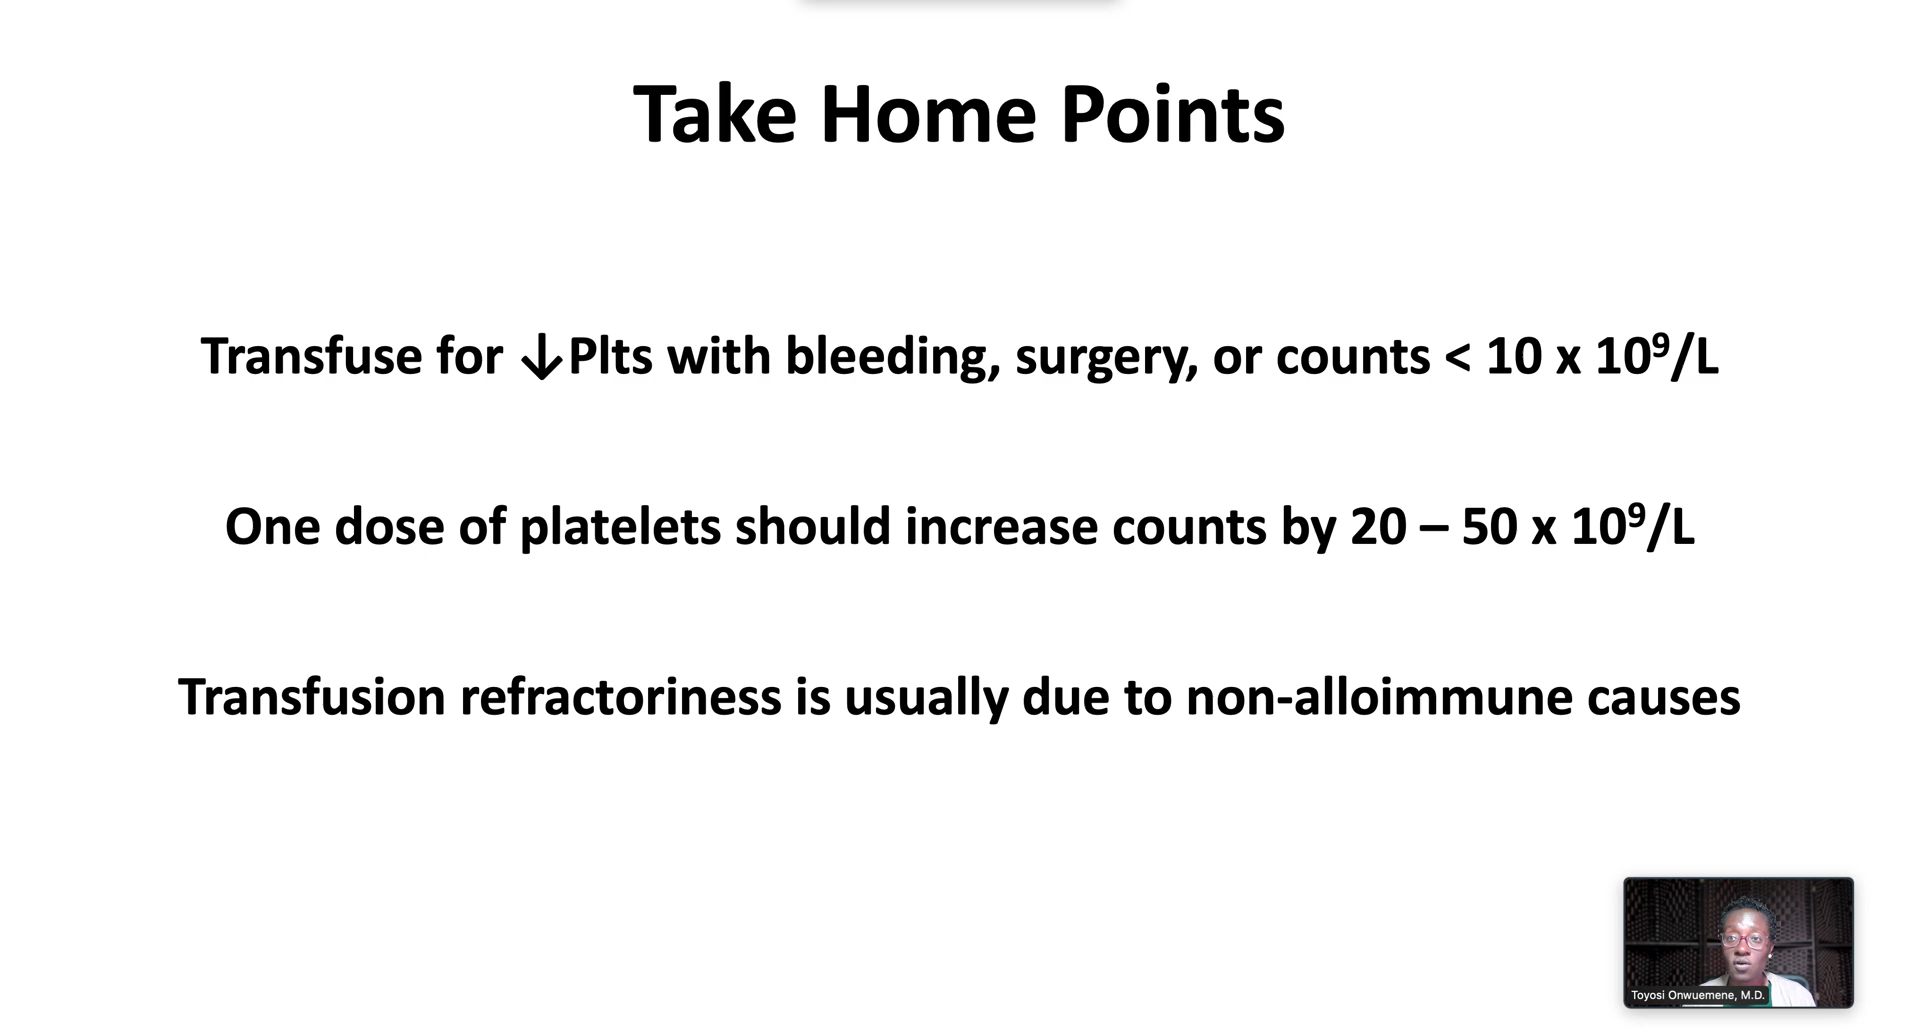 Take Home Points
Transfuse for ↓Plts with bleeding, surgery, or counts < 10 x 10⁹/L
One dose of platelets should increase counts by 20 – 50 x 10⁹/L
Transfusion refractoriness is usually due to non-alloimmune causes
Toyosi Onwuemene, M.D.